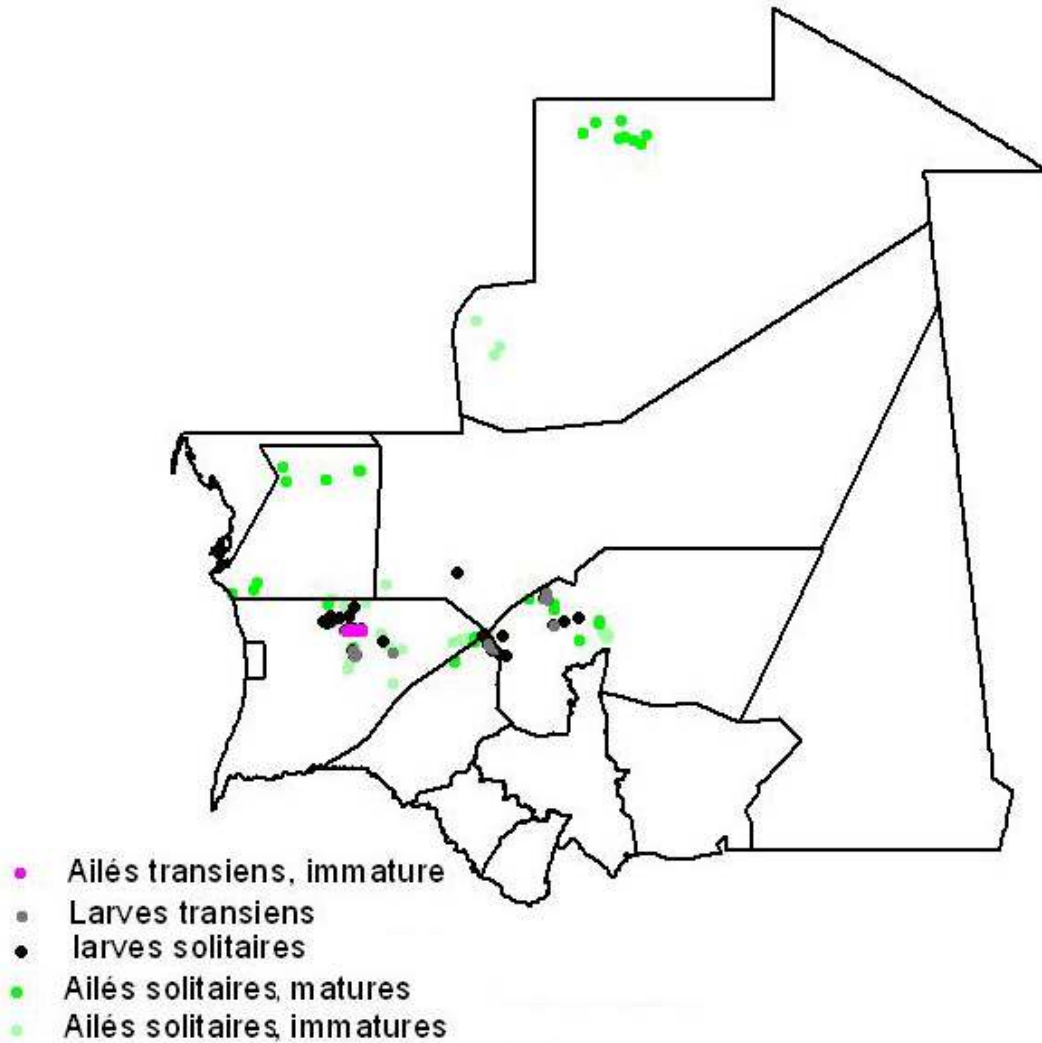 Ailés transiens, immature
Larves transiens
larves solitaires
Ailés solitaires, matures
Ailés solitaires, immatures